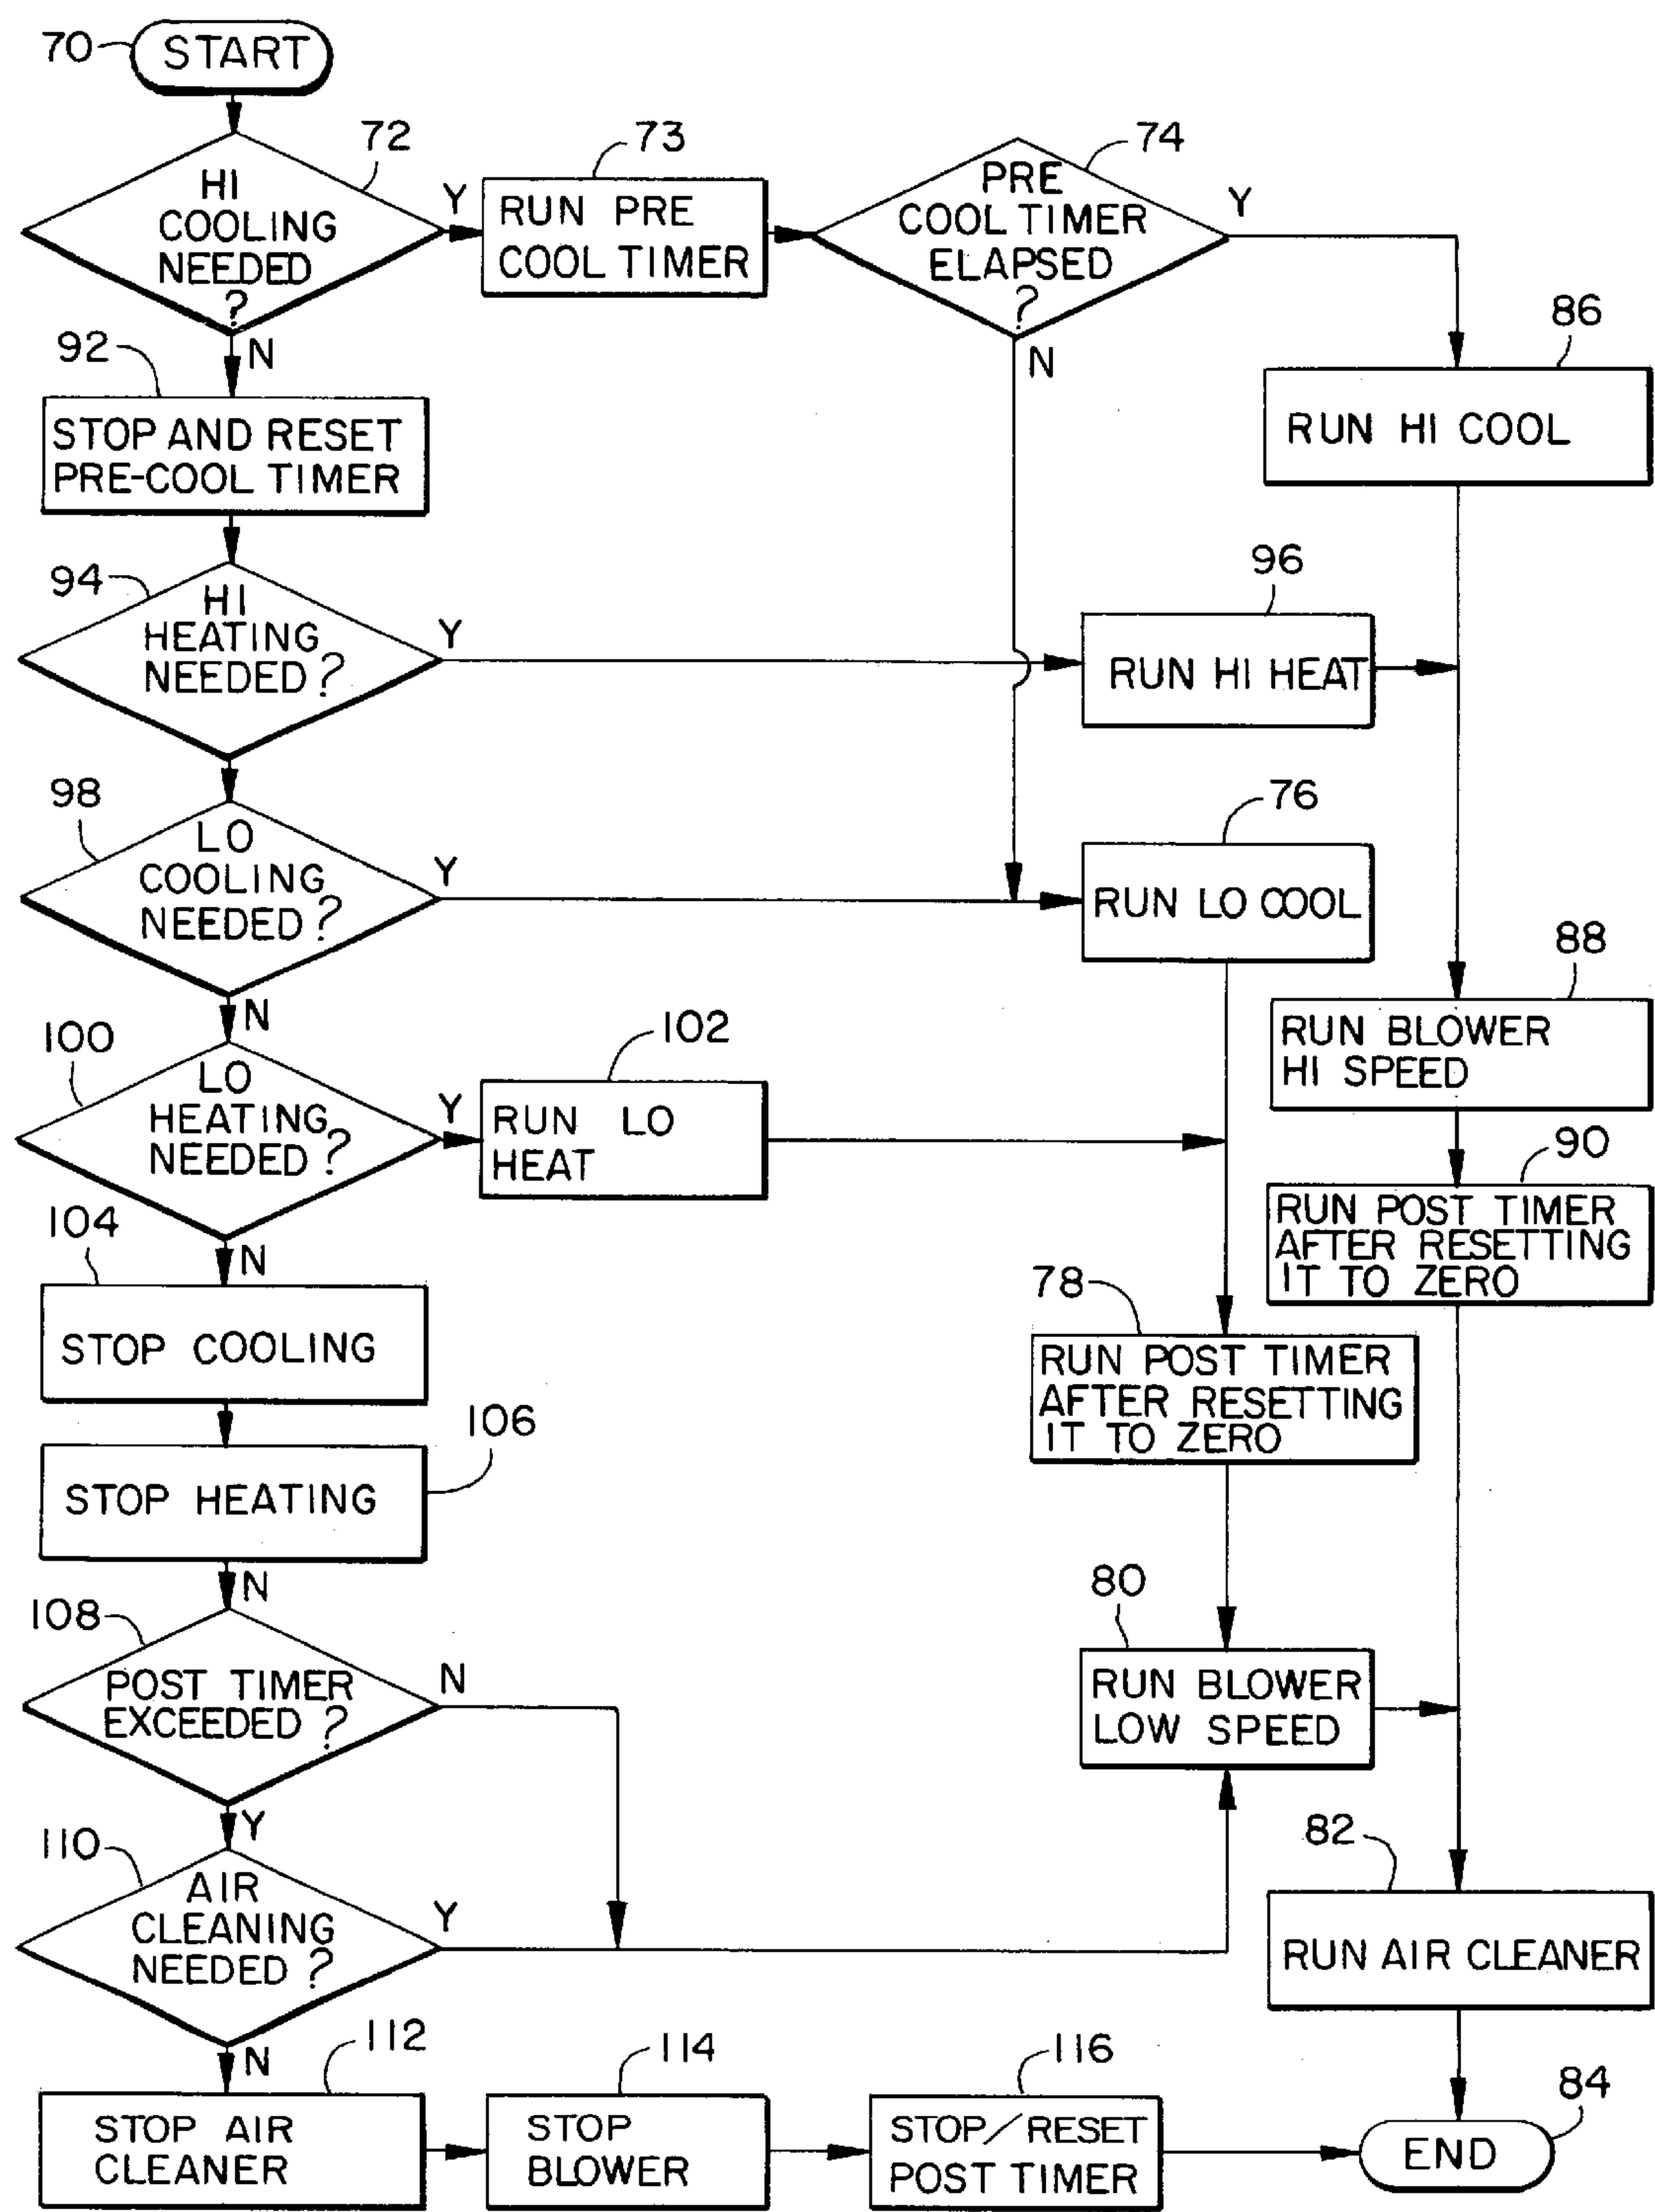 70
START
72
HI
COOLING
NEEDED
?
Y
N
73
RUN PRE
COOL TIMER
74
PRE
COOL TIMER
ELAPSED
?
Y
N
86
RUN HI COOL
92
STOP AND RESET
PRE-COOL TIMER
94
HI
HEATING
NEEDED?
Y
96
RUN HI HEAT
98
LO
COOLING
NEEDED?
Y
N
76
RUN LO COOL
88
RUN BLOWER
HI SPEED
100
LO
HEATING
NEEDED?
Y
N
102
RUN LO
HEAT
90
RUN POST TIMER
AFTER RESETTING
IT TO ZERO
104
STOP COOLING
78
RUN POST TIMER
AFTER RESETTING
IT TO ZERO
106
STOP HEATING
N
108
POST TIMER
EXCEEDED?
N
Y
80
RUN BLOWER
LOW SPEED
110
AIR
CLEANING
NEEDED?
Y
N
82
RUN AIR CLEANER
112
STOP AIR
CLEANER
114
STOP
BLOWER
116
STOP/RESET
POST TIMER
84
END